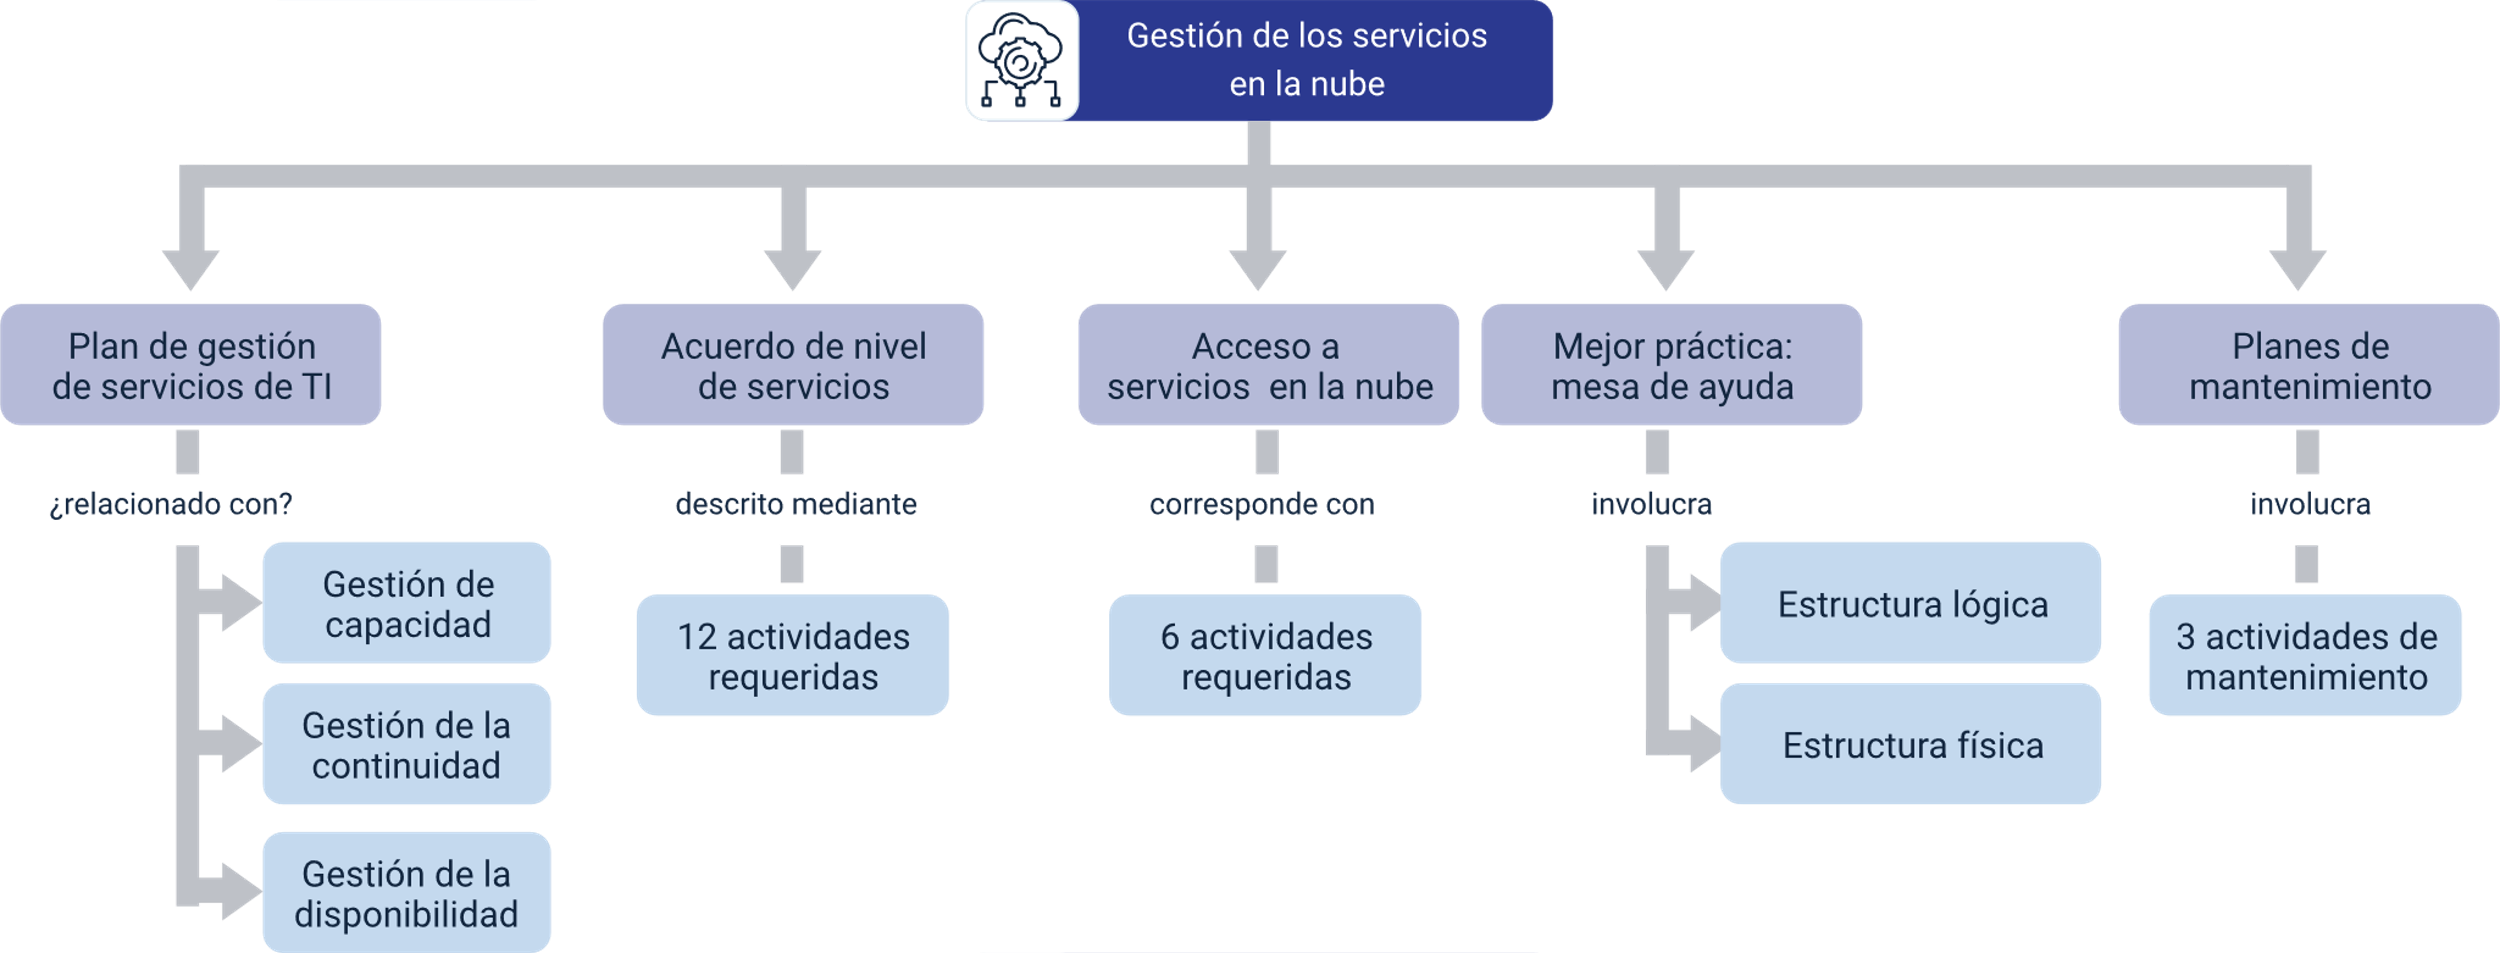 Gestión de los servicios
en la nube
Plan de gestión
de servicios de TI
¿relacionado con?
Gestión de
capacidad
Gestión de la
continuidad
Gestión de la
disponibilidad
Acuerdo de nivel
de servicios
descrito mediante
12 actividades
requeridas
Acceso a
servicios en la nube
corresponde con
6 actividades
requeridas
Mejor práctica:
mesa de ayuda
involucra
Estructura lógica
Estructura física
Planes de
mantenimiento
involucra
3 actividades de
mantenimiento